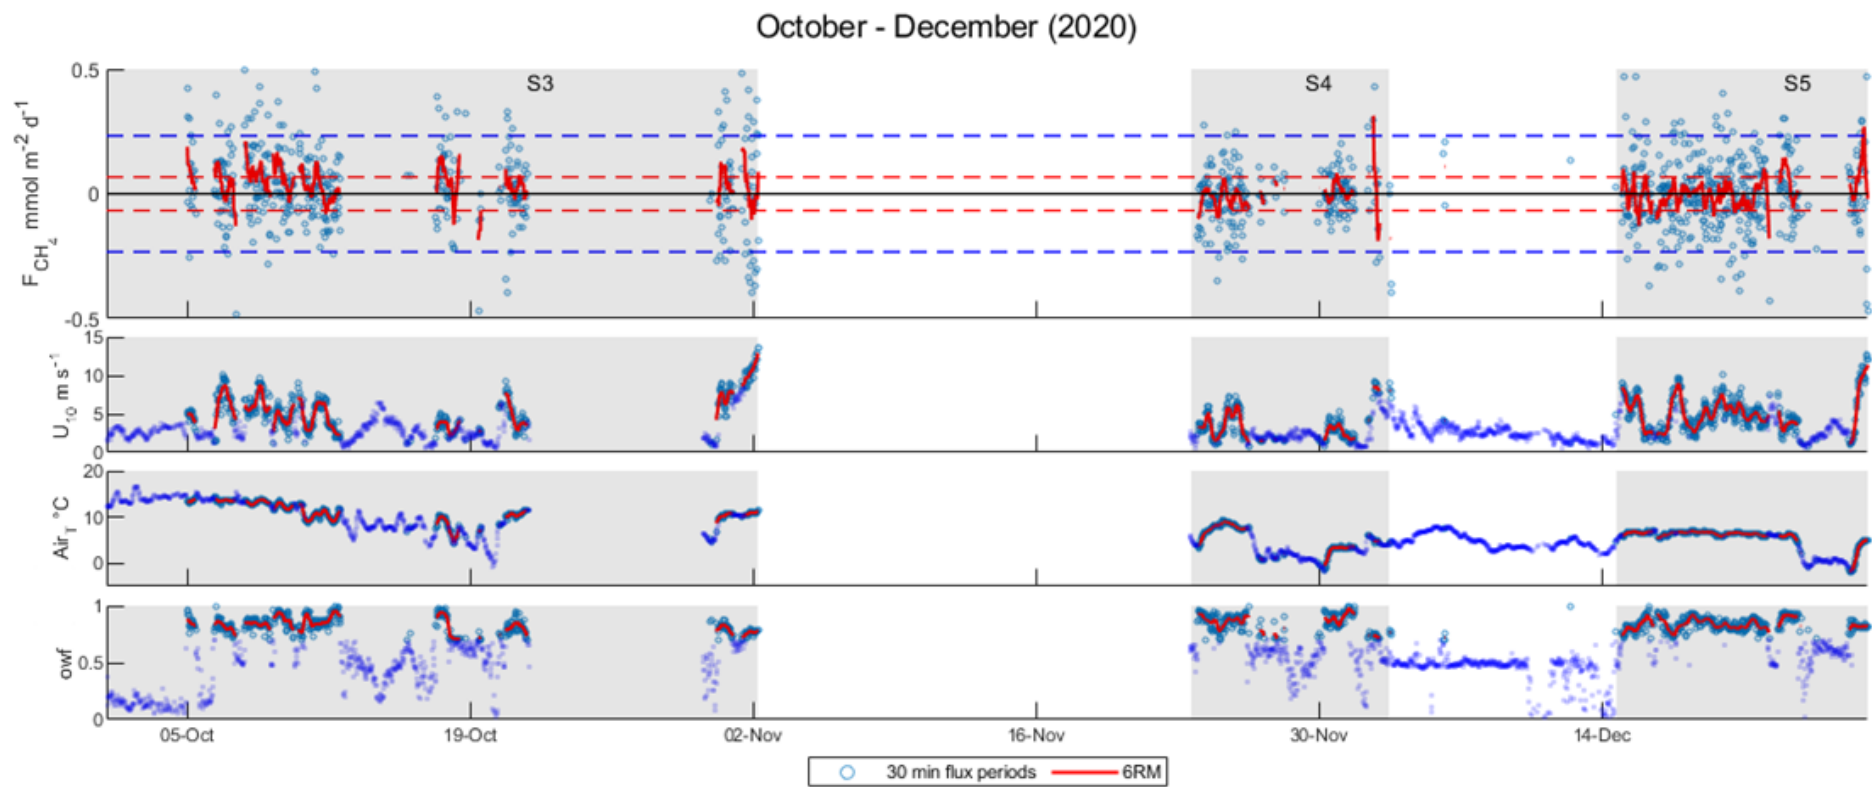 October - December (2020)
S3
S4
S5
0.5
0
-0.5
F CH4 mmol m-2 d-1
15
10
5
0
U10 m s-1
20
10
0
AirT °C
1
0.5
0
owf
05-Oct
19-Oct
02-Nov
16-Nov
30-Nov
14-Dec
30 min flux periods
6RM